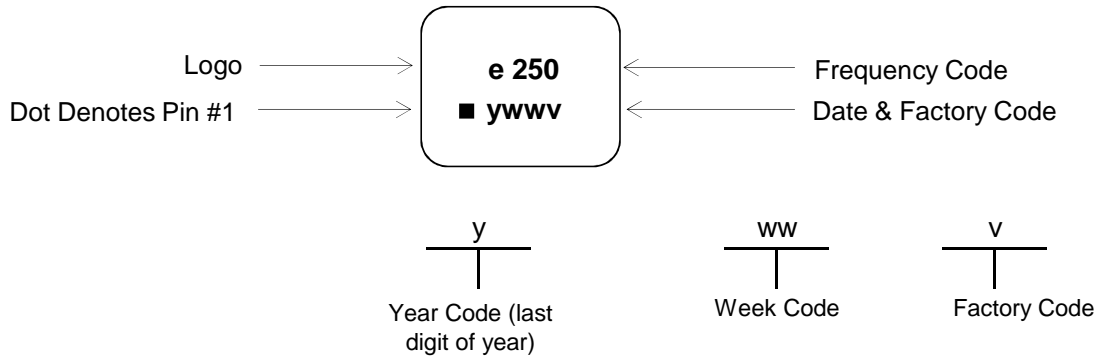 Logo
e 250
Frequency Code
Dot Denotes Pin #1
■ ywwv
Date & Factory Code
y
ww
v
Year Code (last
digit of year)
Week Code
Factory Code